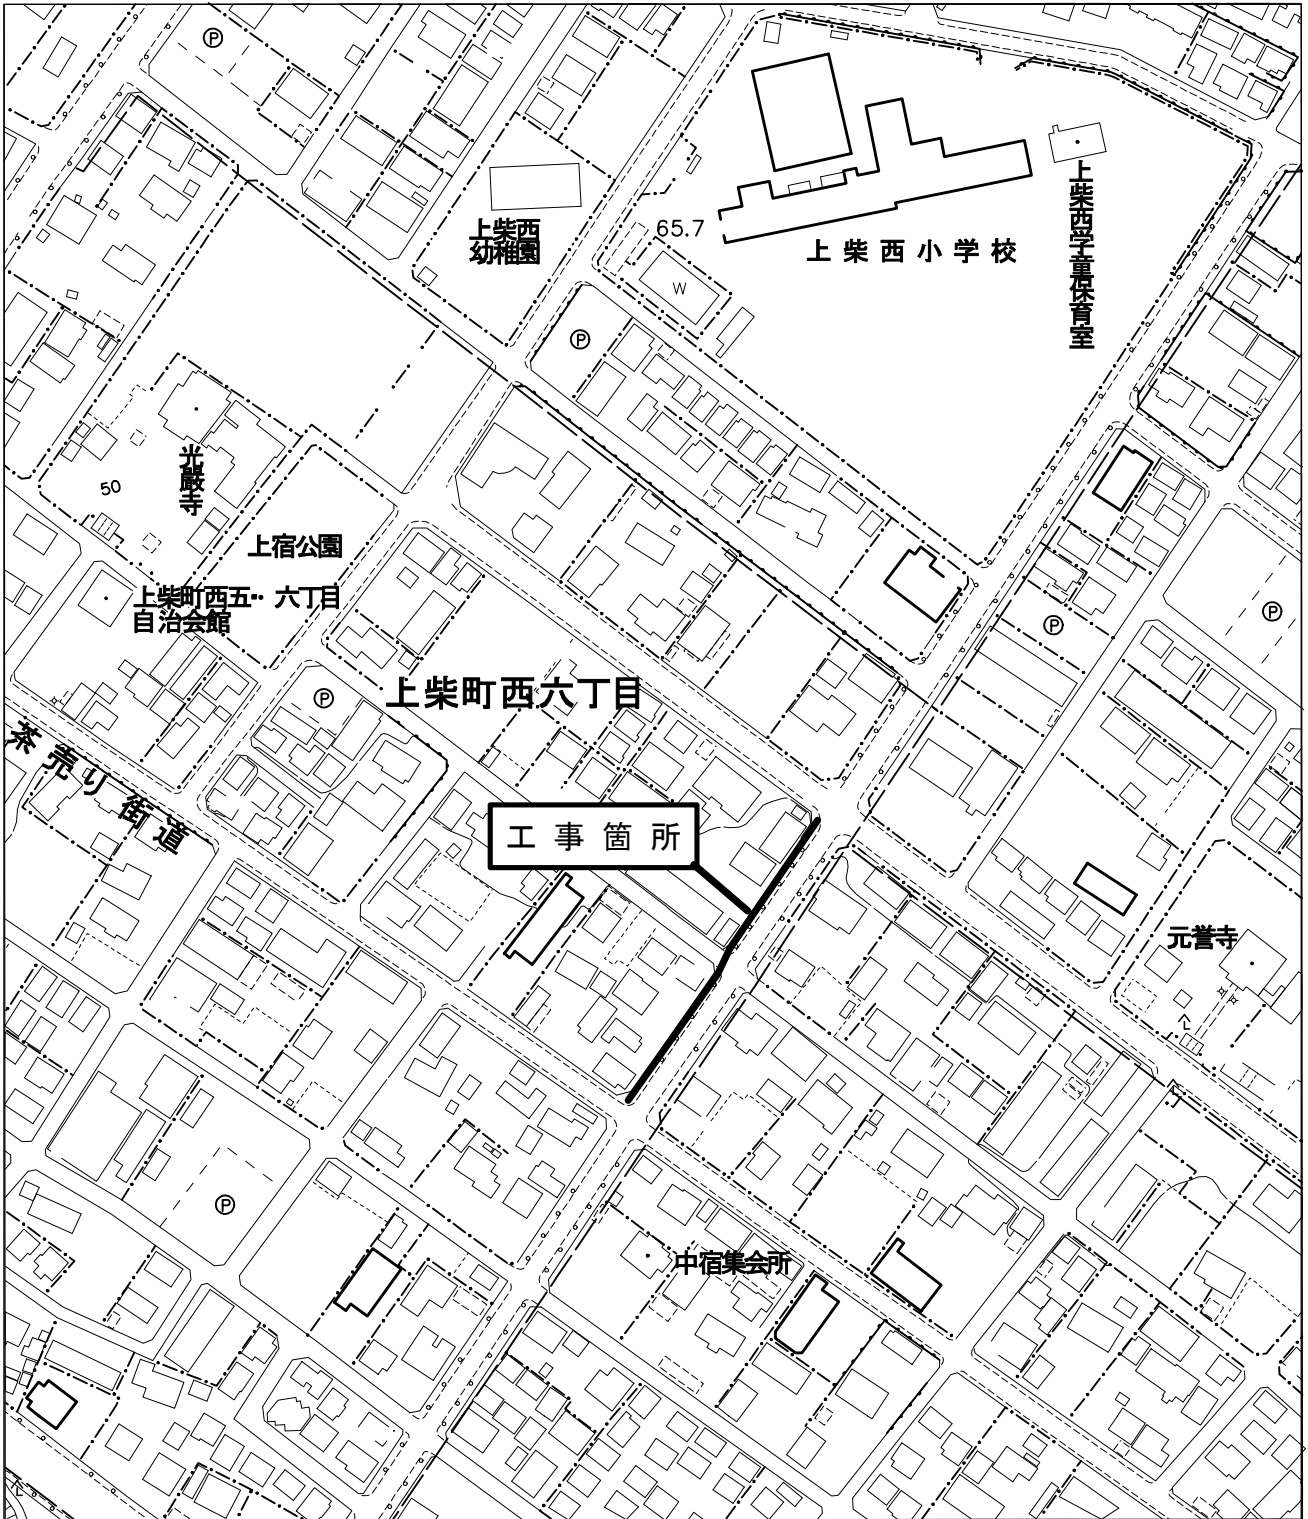 P
上柴西
幼稚園
65.7
上柴西小学校
上柴西学童保育室
W
P
光嚴寺
50
上宿公園
上柴町西五・六丁目
自治会館
P
P
上柴町西六丁目
P
茶売り街道
工事箇所
元誉寺
P
中宿集会所